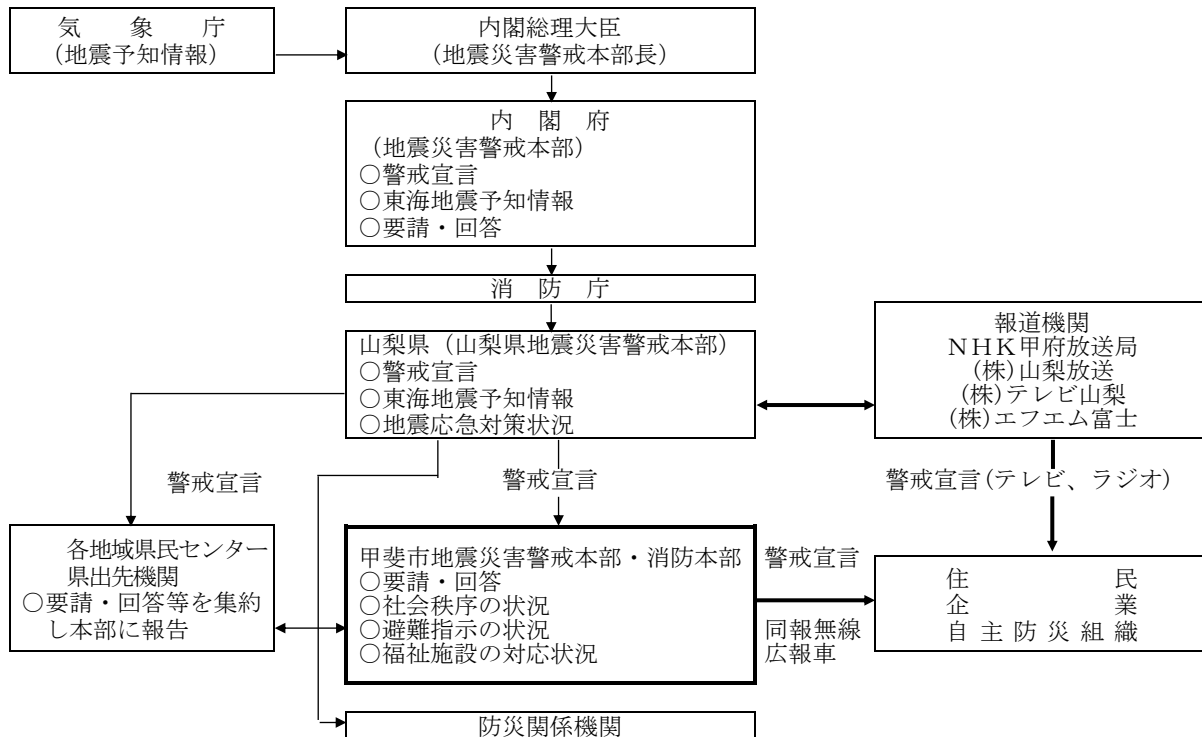 気 象 庁
(地震予知情報)
内閣総理大臣
(地震災害警戒本部長)
内 閣 府
(地震災害警戒本部)
○警戒宣言
○東海地震予知情報
○要請・回答
消 防 庁
山梨県(山梨県地震災害警戒本部)
○警戒宣言
○東海地震予知情報
○地震応急対策状況
報道機関
NHK甲府放送局
(株)山梨放送
(株)テレビ山梨
(株)エフエム富士
警戒宣言
警戒宣言
警戒宣言(テレビ、ラジオ)
各地域県民センター
県出先機関
○要請・回答等を集約
し本部に報告
甲斐市地震災害警戒本部・消防本部
○要請・回答
○社会秩序の状況
○避難指示の状況
○福祉施設の対応状況
警戒宣言
同報無線
広報車
住 民
企 業
自 主 防 災 組 織
防災関係機関